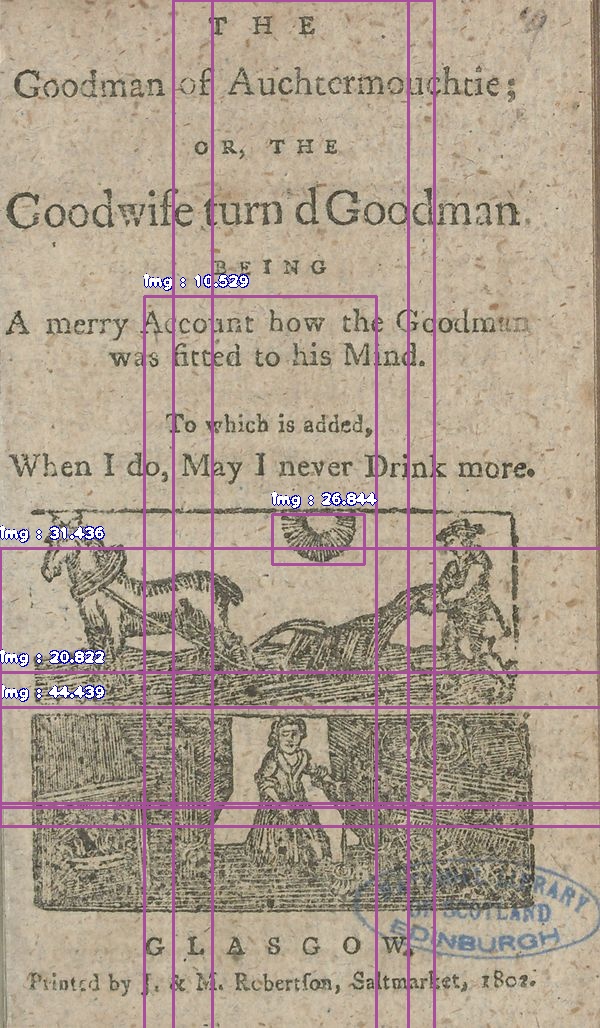 THE
Goodman of Auchtermouchtie;
OR, THE
Goodwife turn d Goodman.
BEING
A merry Account how the Goodman
was fitted to his Mind.
To which is added,
When I do, May I never Drink more.
GLASGOW,
Printed by J. & M. Robertſon, Saltmarket, 1802.
NATIONAL LIBRARY
OF SCOTLAND
EDINBURGH
img : 10.529
img : 26.844
img : 31.436
img : 20.822
img : 44.439